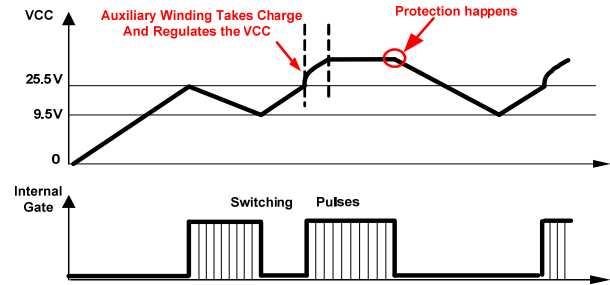 VCC
Auxiliary Winding Takes Charge
And Regulates the VCC
Protection happens
25.5V
9.5V
0
Internal
Gate
Switching Pulses